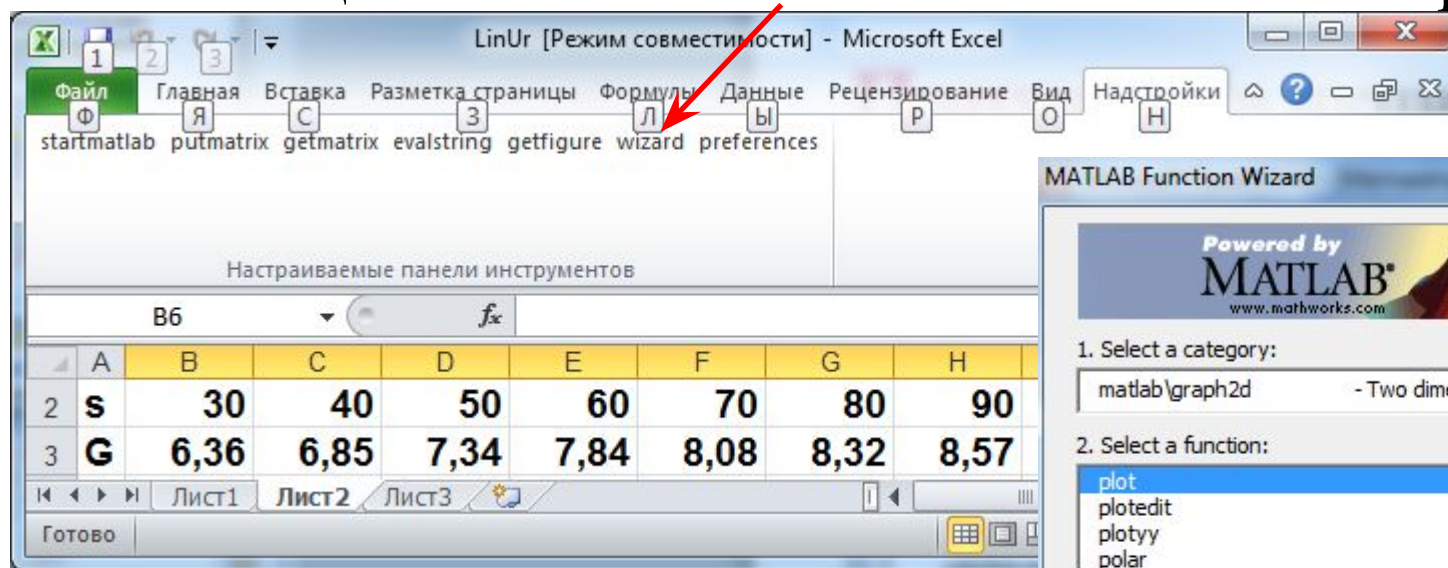 LinUr [Режим совместимости] - Microsoft Excel
1 2 3
Файл Главная Вставка Разметка страницы Формулы Данные Рецензирование Вид Надстройки
Ф Я С З Л Ы Р О Н
startmatlab putmatrix getmatrix evalstring getfigure wizard preferences
Настраиваемые панели инструментов
B6 fx
A B C D E F G H
2 s 30 40 50 60 70 80 90
3 G 6,36 6,85 7,34 7,84 8,08 8,32 8,57
Лист1 Лист2 Лист3
Готово
MATLAB Function Wizard
Powered by
MATLAB®
www.mathworks.com
1. Select a category:
matlab\graph2d - Two dime
2. Select a function:
plot
plotedit
plotyy
polar